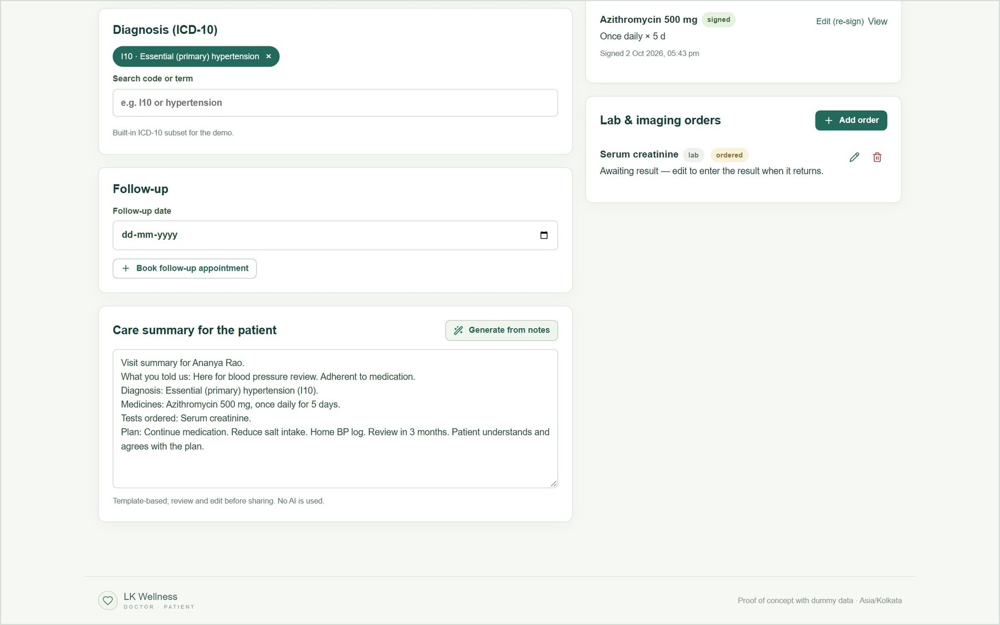 Diagnosis (ICD-10)
I10 · Essential (primary) hypertension ×
Search code or term
e.g. I10 or hypertension
Built-in ICD-10 subset for the demo.
Follow-up
Follow-up date
dd-mm-yyyy
Book follow-up appointment
Care summary for the patient
Generate from notes
Visit summary for Ananya Rao.
What you told us: Here for blood pressure review. Adherent to medication.
Diagnosis: Essential (primary) hypertension (I10).
Medicines: Azithromycin 500 mg, once daily for 5 days.
Tests ordered: Serum creatinine.
Plan: Continue medication. Reduce salt intake. Home BP log. Review in 3 months. Patient understands and
agrees with the plan.
Template-based; review and edit before sharing. No AI is used.
Azithromycin 500 mg signed
Edit (re-sign) View
Once daily × 5 d
Signed 2 Oct 2026, 05:43 pm
Lab & imaging orders
Add order
Serum creatinine lab ordered
Awaiting result — edit to enter the result when it returns.
LK Wellness
DOCTOR · PATIENT
Proof of concept with dummy data · Asia/Kolkata